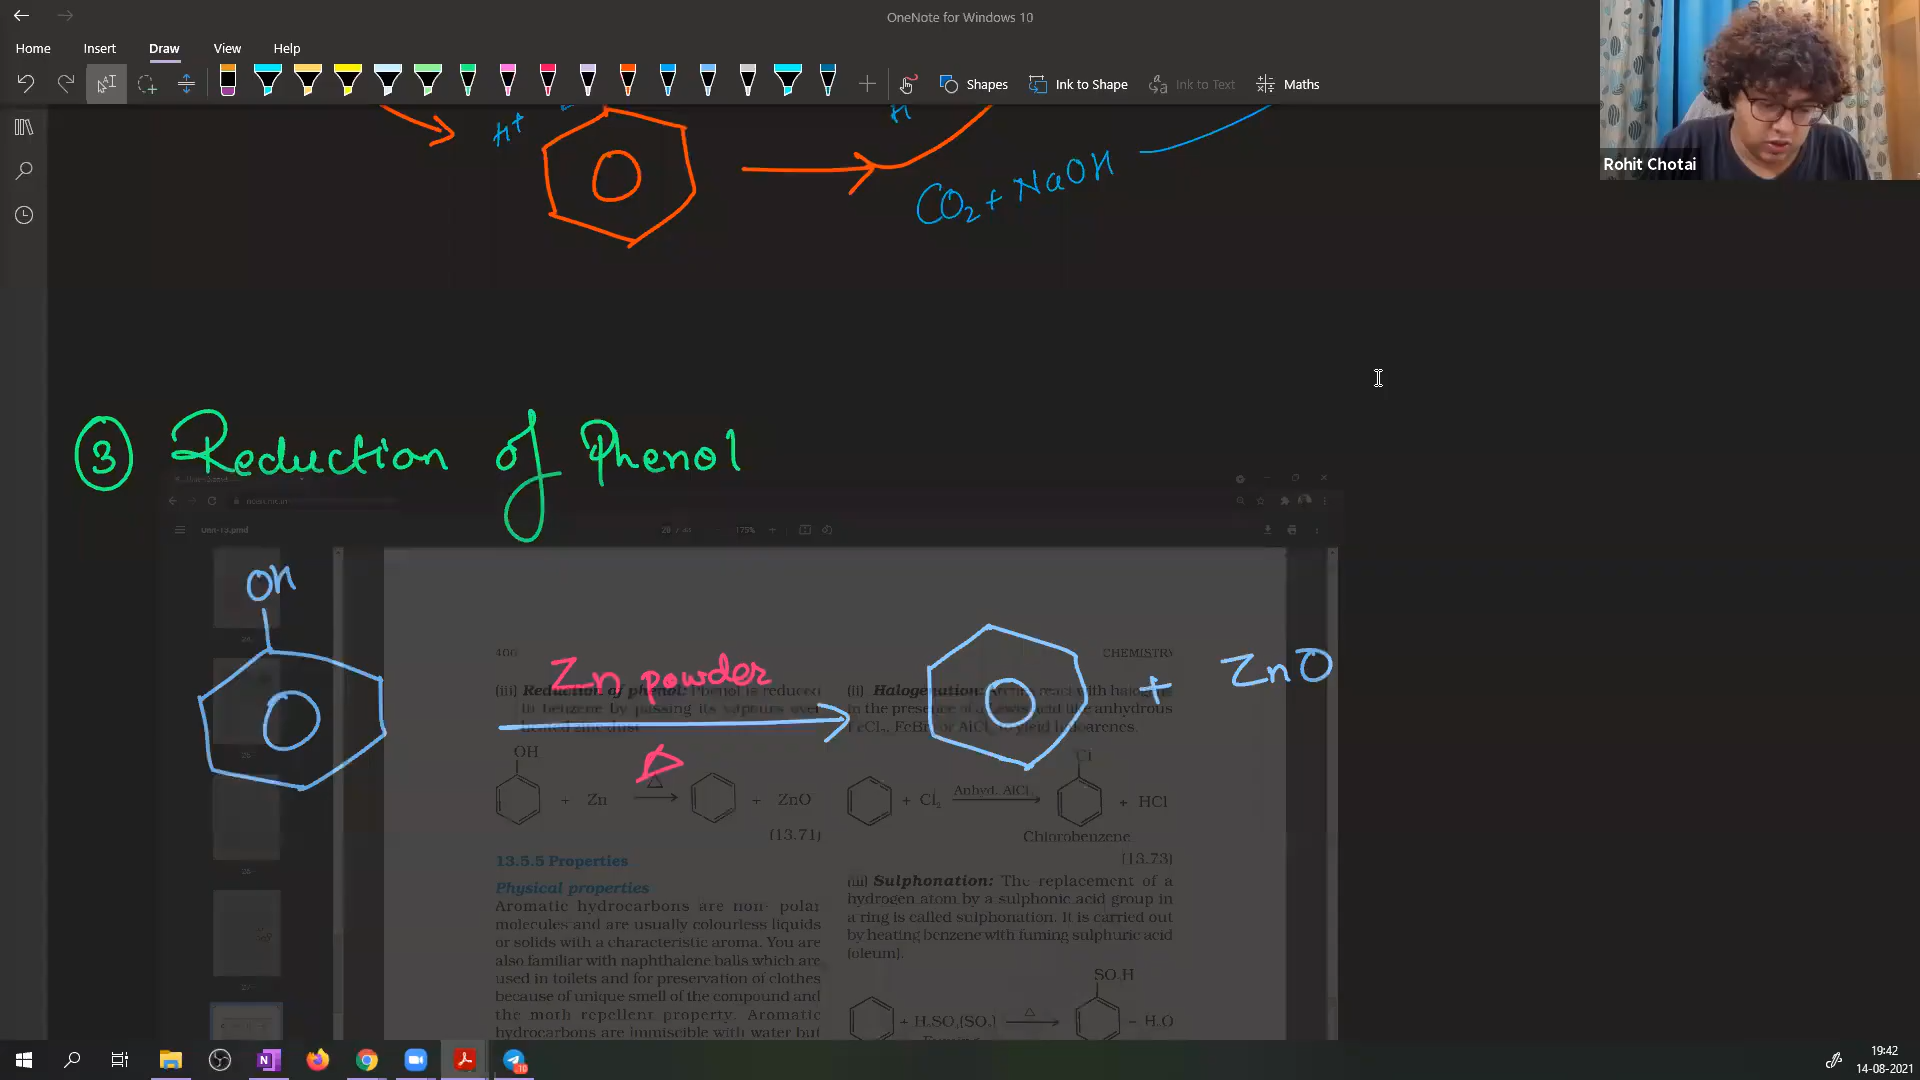 OneNote for Windows 10
Home Insert Draw View Help
Shapes Ink to Shape Ink to Text Maths
Rohit Chotai
H+
H
CO2 + NaOH
3 Reduction of Phenol
Unit-13.pmd
175%
OH
Zn powder
Δ
+ ZnO
400
CHEMISTRY
(iii) Reduction of phenol: Phenol is reduced
to benzene by passing its vapours over
heated zinc dust
OH
+ Zn Δ + ZnO
(13.71)
13.5.5 Properties
Physical properties
Aromatic hydrocarbons are non- polar
molecules and are usually colourless liquids
or solids with a characteristic aroma. You are
also familiar with naphthalene balls which are
used in toilets and for preservation of clothes
because of unique smell of the compound and
the moth repellent property. Aromatic
hydrocarbons are immiscible with water but
(ii) Halogenation: react with
in the presence of a Lewis acid like anhydrous
FeCl3, FeBr3 or AlCl3 to yield haloarenes.
Cl
+ Cl2 Anhyd. AlCl3 + HCl
Chlorobenzene
(13.73)
(iii) Sulphonation: The replacement of a
hydrogen atom by a sulphonic acid group in
a ring is called sulphonation. It is carried out
by heating benzene with fuming sulphuric acid
(oleum).
SO3H
+ H2SO4(SO3) Δ – H2O
19:42
14-08-2021